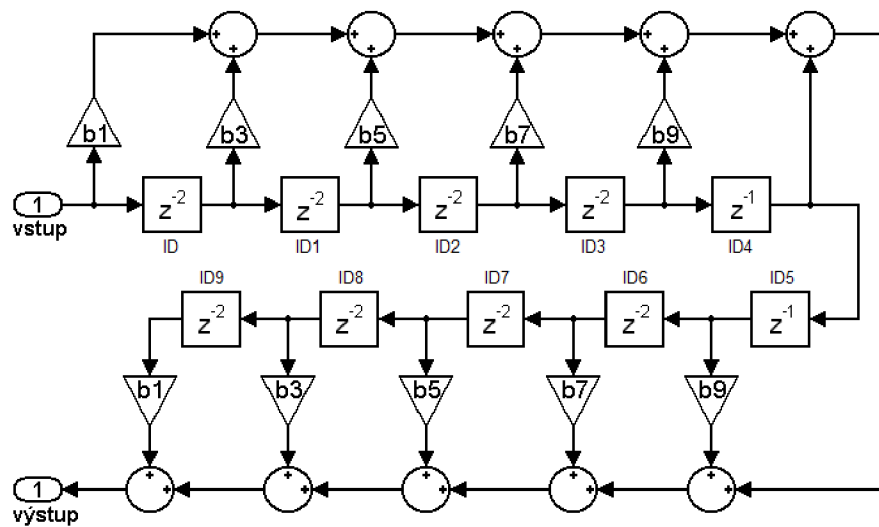 + + + + +
+ + + + +
b1 b3 b5 b7 b9
1 z-2 z-2 z-2 z-2 z-1
vstup
ID ID1 ID2 ID3 ID4
ID9 ID8 ID7 ID6 ID5
z-2 z-2 z-2 z-2 z-1
b1 b3 b5 b7 b9
+ + + + +
1 + + + + +
výstup